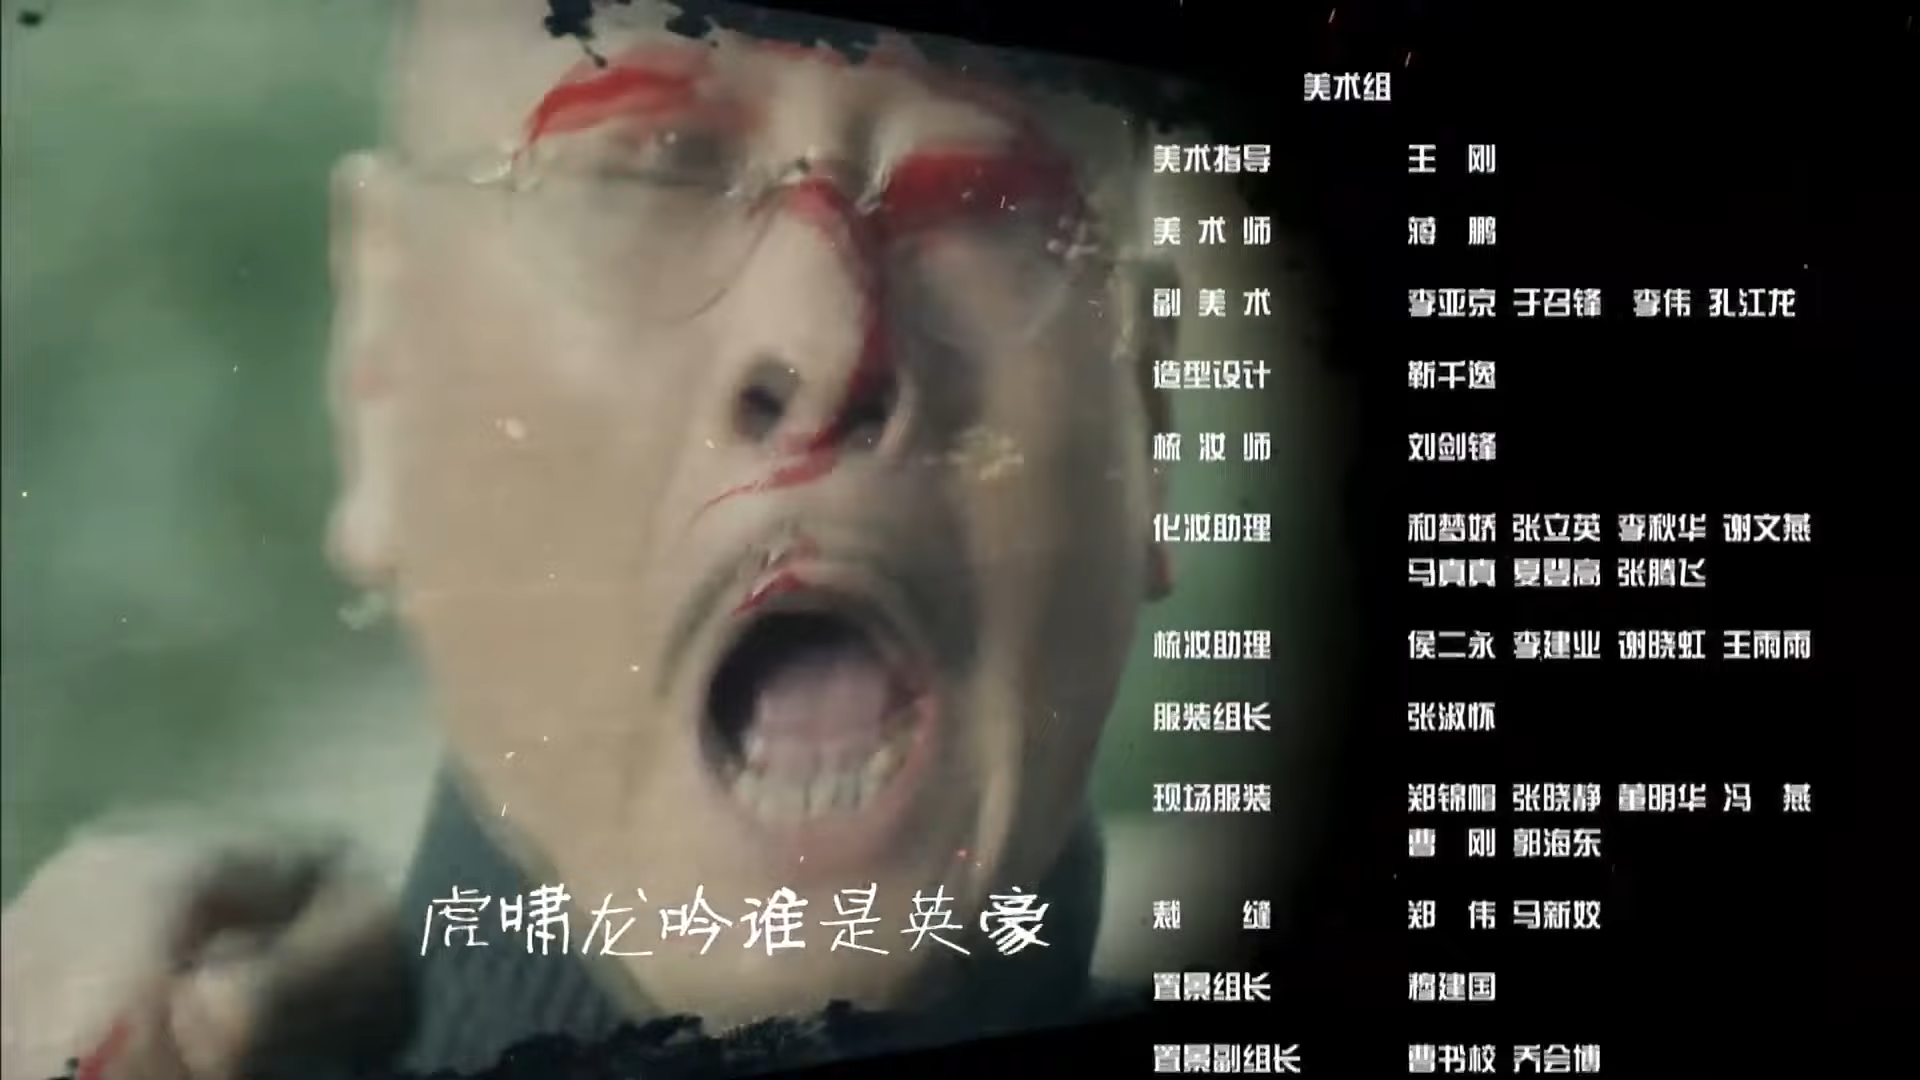 美术组
美术指导 王 刚
美 术 师 蒋 鹏
副 美 术 李亚京 于召锋 李伟 孔江龙
造型设计 靳千逸
梳 妆 师 刘剑锋
化妆助理 和梦娇 张立英 李秋华 谢文燕
马真真 夏登高 张腾飞
梳妆助理 侯二永 李建业 谢晓虹 王雨雨
服装组长 张淑怀
现场服装 郑锦帽 张晓静 董明华 冯 燕
曹 刚 郭海东
裁 缝 郑 伟 马新姣
置景组长 穆建国
置景副组长 曹书校 乔会博
虎啸龙吟谁是英豪